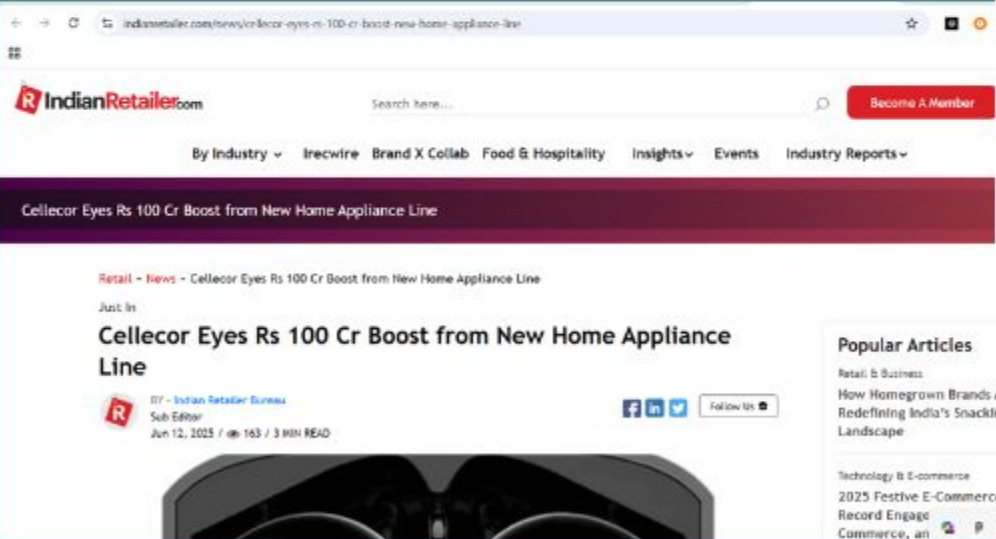 indianretailer.com/news/cellecor-eyes-rs-100-cr-boost-new-home-appliance-line
R IndianRetailer.com
Search here...
Become A Member
By Industry Irecwire Brand X Collab Food & Hospitality Insights Events Industry Reports
Cellecor Eyes Rs 100 Cr Boost from New Home Appliance Line
Retail - News - Cellecor Eyes Rs 100 Cr Boost from New Home Appliance Line
Just In
Cellecor Eyes Rs 100 Cr Boost from New Home Appliance
Line
R
BY - Indian Retailer Bureau
Sub Editor
Jun 12, 2025 / 163 / 3 MIN READ
Follow Us
Popular Articles
Retail & Business
How Homegrown Brands
Redefining India's
Landscape
Technology & E-commerce
2025 Festive
Record
Commerce, an